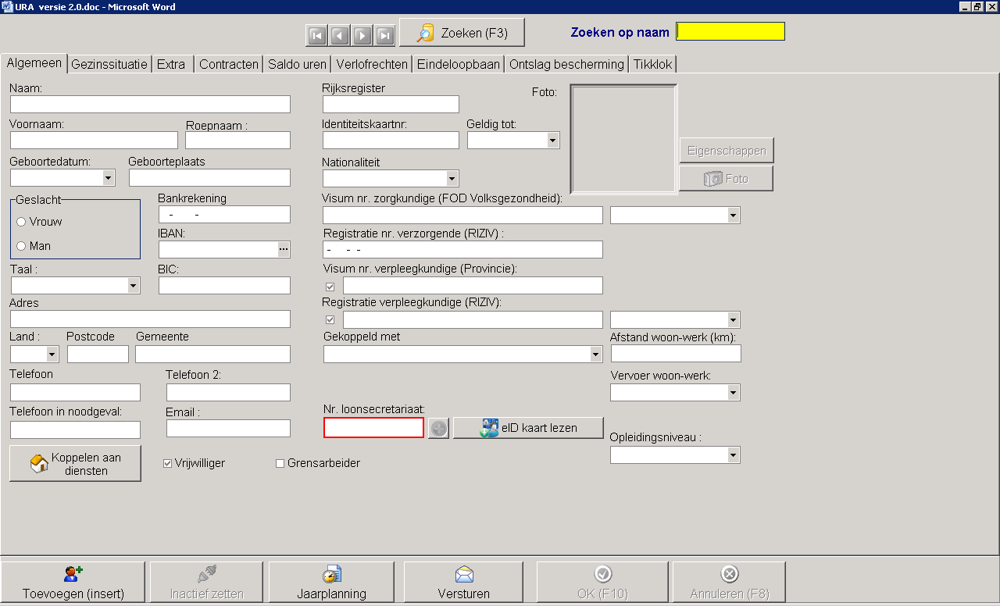 URA  versie 2.0.doc - Microsoft Word
Zoeken (F3)
Zoeken op naam
Algemeen Gezinssituatie Extra Contracten Saldo uren Verlofrechten Eindeloopbaan Ontslag bescherming Tikklok
Naam:
Rijksregister
Foto:
Voornaam:
Roepnaam :
Identiteitskaartnr:
Geldig tot:
Eigenschappen
Geboortedatum:
Geboorteplaats
Nationaliteit
Foto
Geslacht
Vrouw
Man
Bankrekening
- -
Visum nr. zorgkundige (FOD Volksgezondheid):
IBAN:
...
Registratie nr. verzorgende (RIZIV) :
- - -
Taal :
BIC:
Visum nr. verpleegkundige (Provincie):
Adres
Registratie verpleegkundige (RIZIV):
Land :
Postcode
Gemeente
Gekoppeld met
Afstand woon-werk (km):
Telefoon
Telefoon 2:
Vervoer woon-werk:
Telefoon in noodgeval:
Email :
Nr. loonsecretariaat:
eID kaart lezen
Opleidingsniveau :
Koppelen aan
diensten
Vrijwilliger
Grensarbeider
Toevoegen (insert)
Inactief zetten
Jaarplanning
Versturen
OK (F10)
Annuleren (F8)